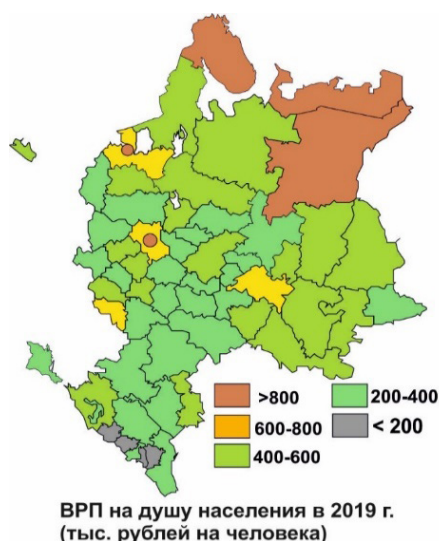 >800
200-400
600-800
< 200
400-600
ВРП на душу населения в 2019 г.
(тыс. рублей на человека)